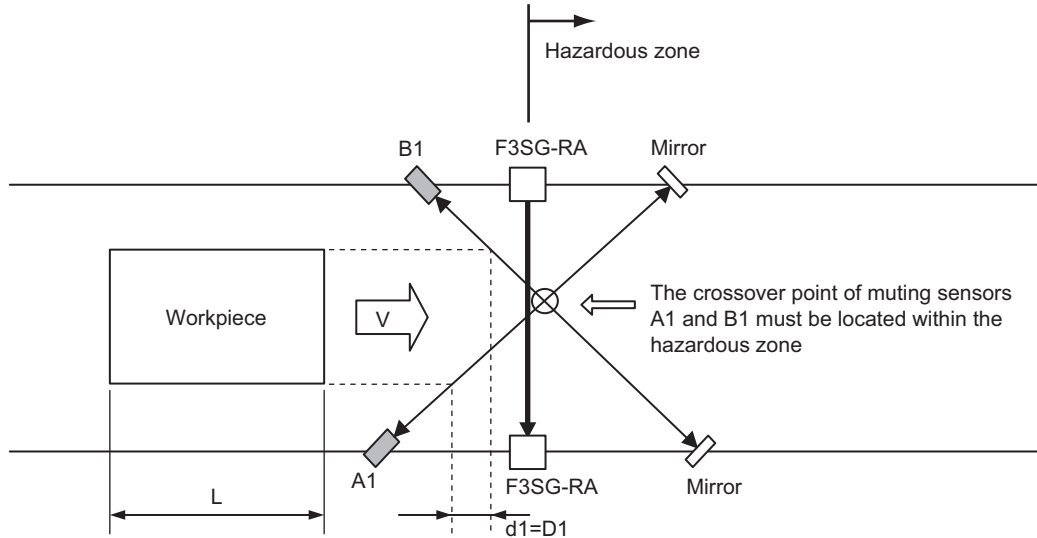 Hazardous zone
B1
F3SG-RA
Mirror
Workpiece
V
The crossover point of muting sensors
A1 and B1 must be located within the
hazardous zone
A1
F3SG-RA
Mirror
L
d1=D1